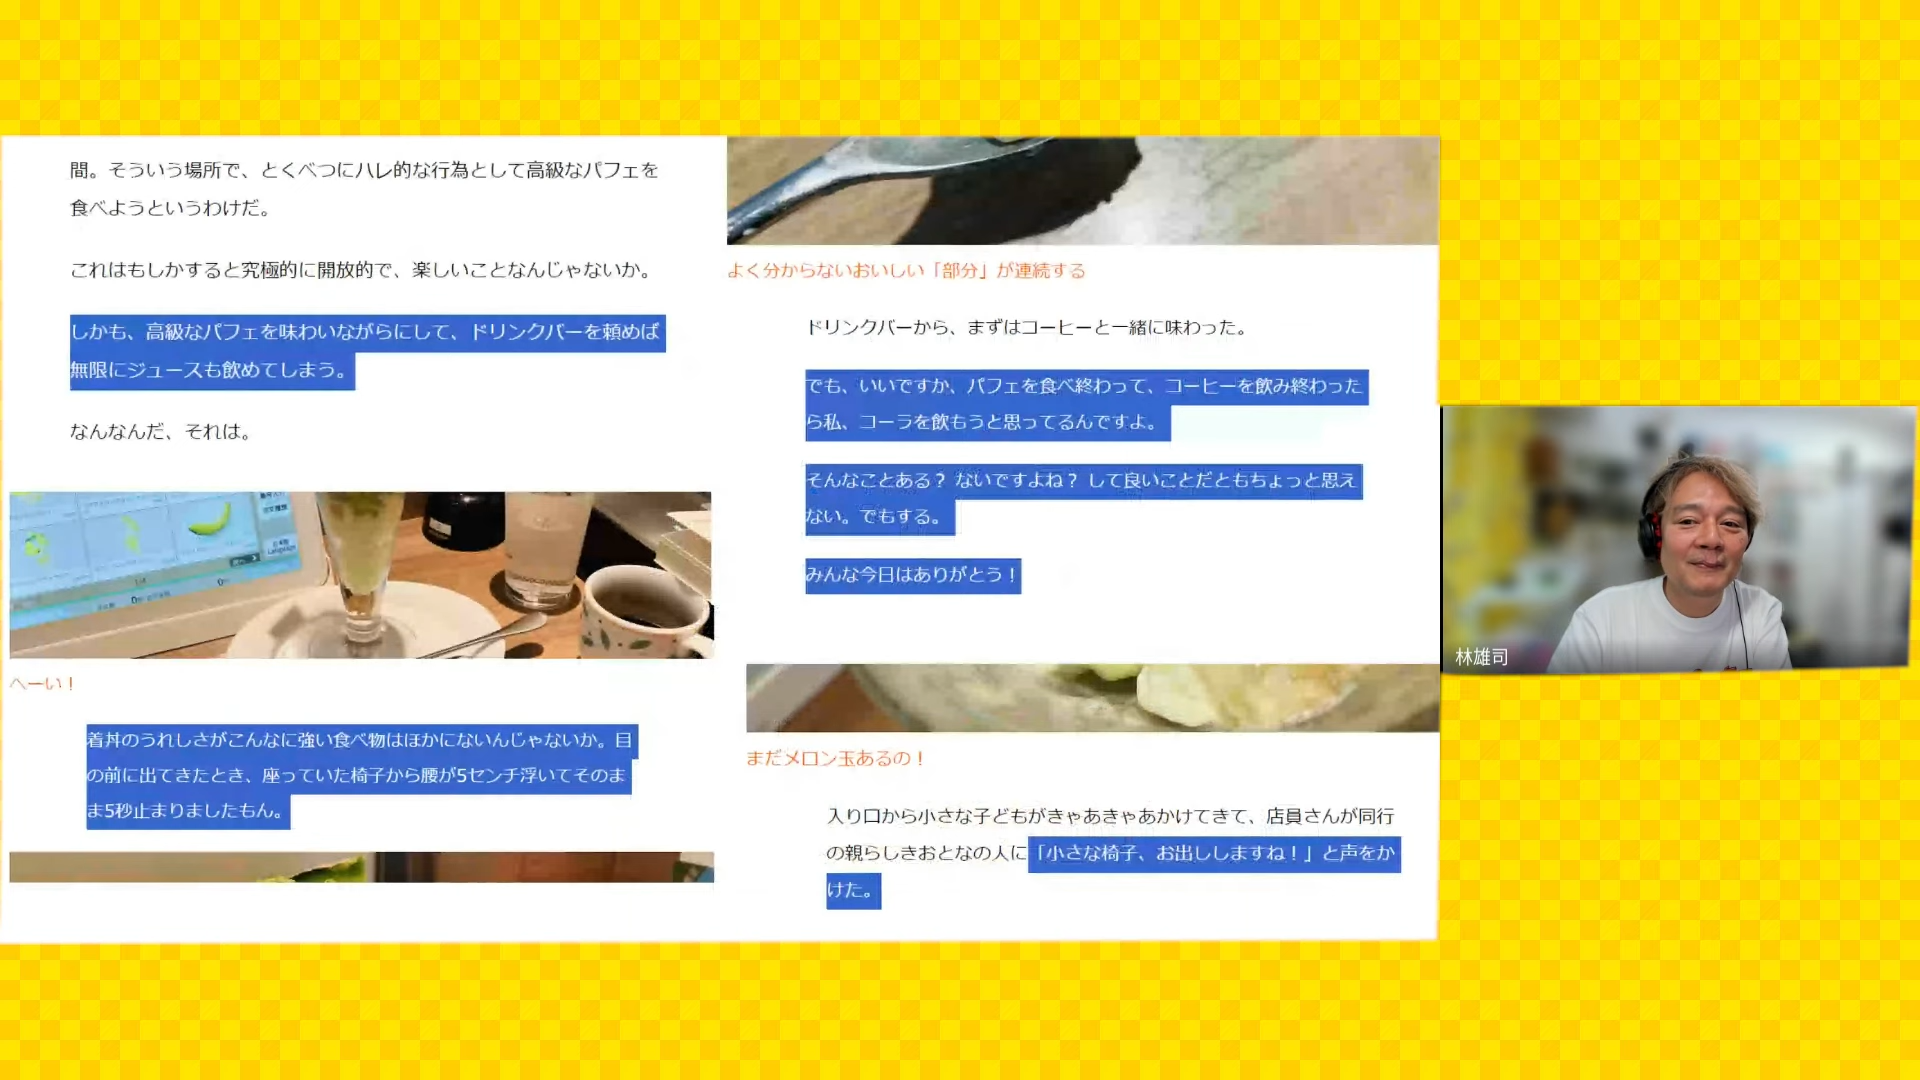 間。そういう場所で、とくべつにハレ的な行為として高級なパフェを
食べようというわけだ。
これはもしかすると究極的に開放的で、楽しいことなんじゃないか。
しかも、高級なパフェを味わいながらにして、ドリンクバーを頼めば
無限にジュースも飲めてしまう。
なんなんだ、それは。
へーい！
着丼のうれしさがこんなに強い食べ物はほかにないんじゃないか。目
の前に出てきたとき、座っていた椅子から腰が5センチ浮いてそのま
ま5秒止まりましたもん。
よく分からないおいしい「部分」が連続する
ドリンクバーから、まずはコーヒーと一緒に味わった。
でも、いいですか、パフェを食べ終わって、コーヒーを飲み終わった
ら私、コーラを飲もうと思ってるんですよ。
そんなことある？ ないですよね？ して良いことだともちょっと思え
ない。でもする。
みんな今日はありがとう！
まだメロン玉あるの！
入り口から小さな子どもがきゃあきゃあかけてきて、店員さんが同行
の親らしきおとなの人に「小さな椅子、お出ししますね！」と声をか
けた。
林雄司